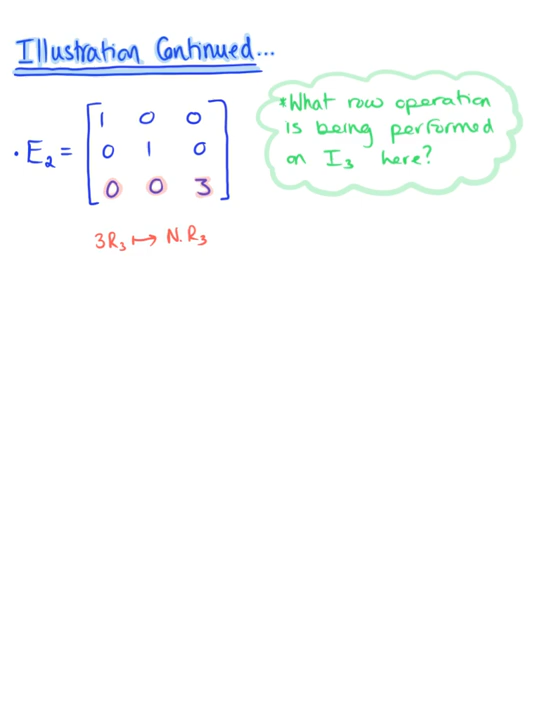 Illustration Continued...
• E₂ = [1 0 0
0 1 0
0 0 3]
*What row operation
is being performed
on I₃ here?
3R₃ ↦ N.R₃